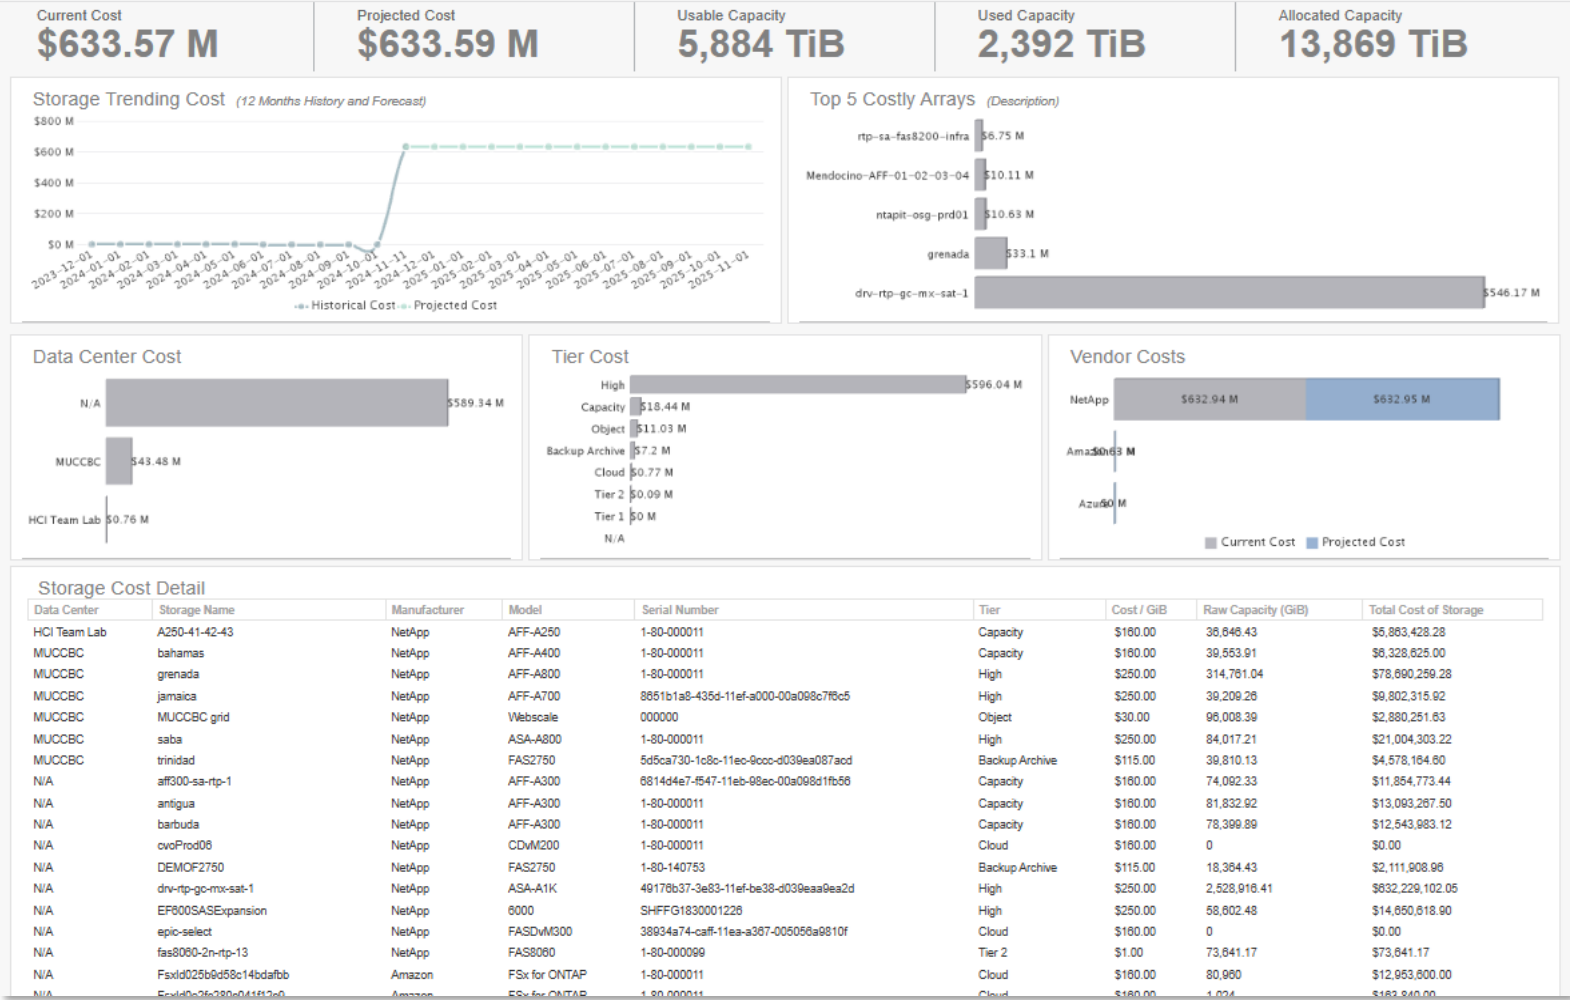 Current Cost
$633.57 M
Projected Cost
$633.59 M
Usable Capacity
5,884 TiB
Used Capacity
2,392 TiB
Allocated Capacity
13,869 TiB
Storage Trending Cost (12 Months History and Forecast)
$800 M
$600 M
$400 M
$200 M
$0 M
2023-12-01
2024-01-01
2024-02-01
2024-03-01
2024-04-01
2024-05-01
2024-06-01
2024-07-01
2024-08-01
2024-09-01
2024-10-01
2024-11-11
2024-12-01
2025-01-01
2025-02-01
2025-03-01
2025-04-01
2025-05-01
2025-06-01
2025-07-01
2025-08-01
2025-09-01
2025-10-01
2025-11-01
Historical Cost Projected Cost
Top 5 Costly Arrays (Description)
rtp-sa-fas8200-infra $6.75 M
Mendocino-AFF-01-02-03-04 $10.11 M
ntapit-osg-prd01 $10.63 M
grenada $33.1 M
drv-rtp-gc-mx-sat-1 $546.17 M
Data Center Cost
N/A $589.34 M
MUCCBC $43.48 M
HCI Team Lab $0.76 M
Tier Cost
High $596.04 M
Capacity $18.44 M
Object $11.03 M
Backup Archive $7.2 M
Cloud $0.77 M
Tier 2 $0.09 M
Tier 1 $0 M
N/A
Vendor Costs
NetApp $632.94 M $632.95 M
Amazon $0.63 M
Azure $0 M
Current Cost Projected Cost
Storage Cost Detail
Data Center Storage Name Manufacturer Model Serial Number Tier Cost / GiB Raw Capacity (GiB) Total Cost of Storage
HCI Team Lab A250-41-42-43 NetApp AFF-A250 1-80-000011 Capacity $160.00 36,646.43 $5,863,428.28
MUCCBC bahamas NetApp AFF-A400 1-80-000011 Capacity $160.00 39,553.91 $6,328,625.00
MUCCBC grenada NetApp AFF-A800 1-80-000011 High $250.00 314,761.04 $78,690,259.28
MUCCBC jamaica NetApp AFF-A700 8651b1a8-435d-11ef-a000-00a098c7f6c5 High $250.00 39,209.26 $9,802,315.92
MUCCBC MUCCBC grid NetApp Webscale 000000 Object $30.00 96,008.39 $2,880,251.63
MUCCBC saba NetApp ASA-A800 1-80-000011 High $250.00 84,017.21 $21,004,303.22
MUCCBC trinidad NetApp FAS2750 5d5ca730-1c8c-11ec-9ccc-d039ea087acd Backup Archive $115.00 39,810.13 $4,578,164.60
N/A aff300-sa-rtp-1 NetApp AFF-A300 6814d4e7-f547-11eb-98ec-00a098d1fb56 Capacity $160.00 74,092.33 $11,854,773.44
N/A antigua NetApp AFF-A300 1-80-000011 Capacity $160.00 81,832.92 $13,093,267.50
N/A barbuda NetApp AFF-A300 1-80-000011 Capacity $160.00 78,399.89 $12,543,983.12
N/A cvoProd06 NetApp CDvM200 1-80-000011 Cloud $160.00 0 $0.00
N/A DEMOF2750 NetApp FAS2750 1-80-140753 Backup Archive $115.00 18,364.43 $2,111,908.96
N/A drv-rtp-gc-mx-sat-1 NetApp ASA-A1K 49176b37-3e83-11ef-be38-d039eaa9ea2d High $250.00 2,528,916.41 $632,229,102.05
N/A EF600SASExpansion NetApp 6000 SHFFG1830001226 High $250.00 58,602.48 $14,650,618.90
N/A epic-select NetApp FASDvM300 38934a74-caff-11ea-a367-005056a9810f Cloud $160.00 0 $0.00
N/A fas8060-2n-rtp-13 NetApp FAS8060 1-80-000099 Tier 2 $1.00 73,641.17 $73,641.17
N/A FsxId025b9d58c14bdafbb Amazon FSx for ONTAP 1-80-000011 Cloud $160.00 80,960 $12,953,600.00
N/A Amazon FSx for ONTAP 1-80-000011 Cloud $160.00 1,024 $163,840.00